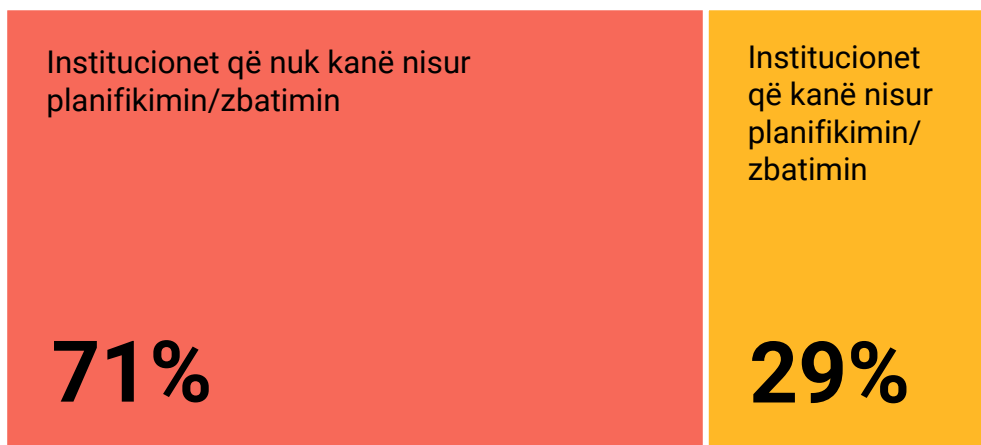 Institucionet që nuk kanë nisur
planifikimin/zbatimin
71%
Institucionet
që kanë nisur
planifikimin/
zbatimin
29%